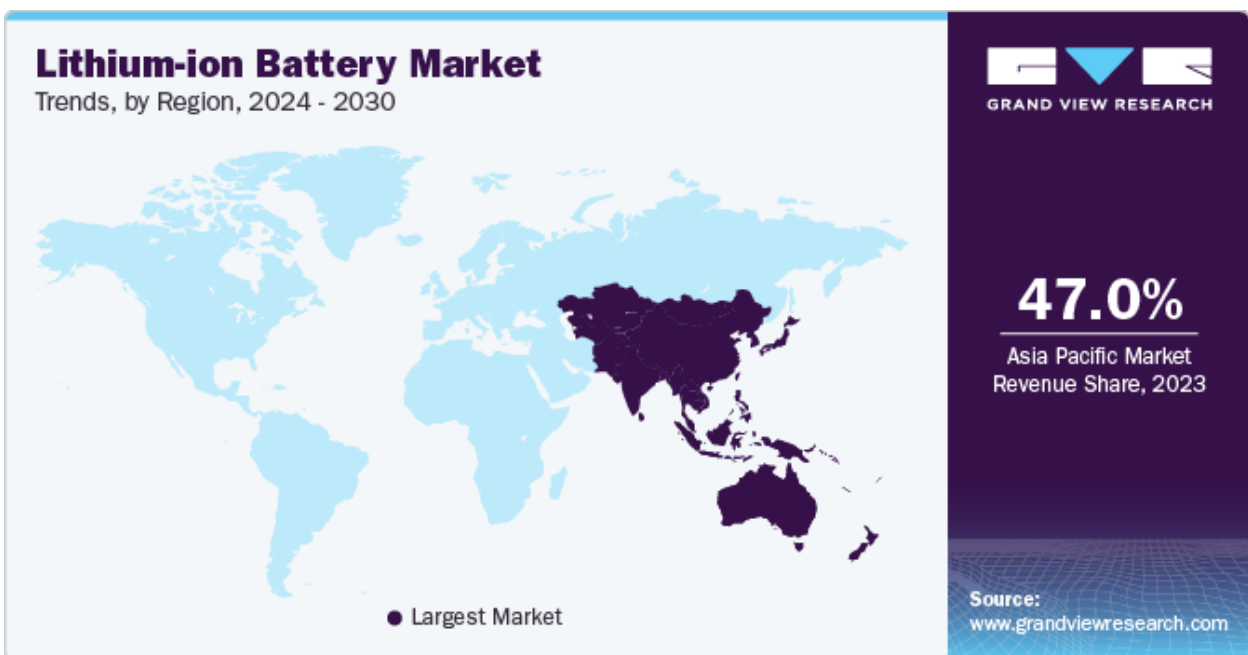 Lithium-ion Battery Market
Trends, by Region, 2024 - 2030
GRAND VIEW RESEARCH
47.0%
Asia Pacific Market
Revenue Share, 2023
Largest Market
Source:
www.grandviewresearch.com